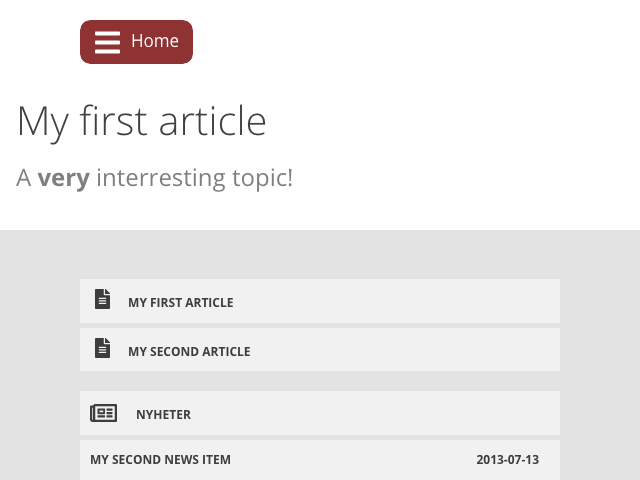 Home
My first article
A very interresting topic!
MY FIRST ARTICLE
MY SECOND ARTICLE
NYHETER
MY SECOND NEWS ITEM 2013-07-13